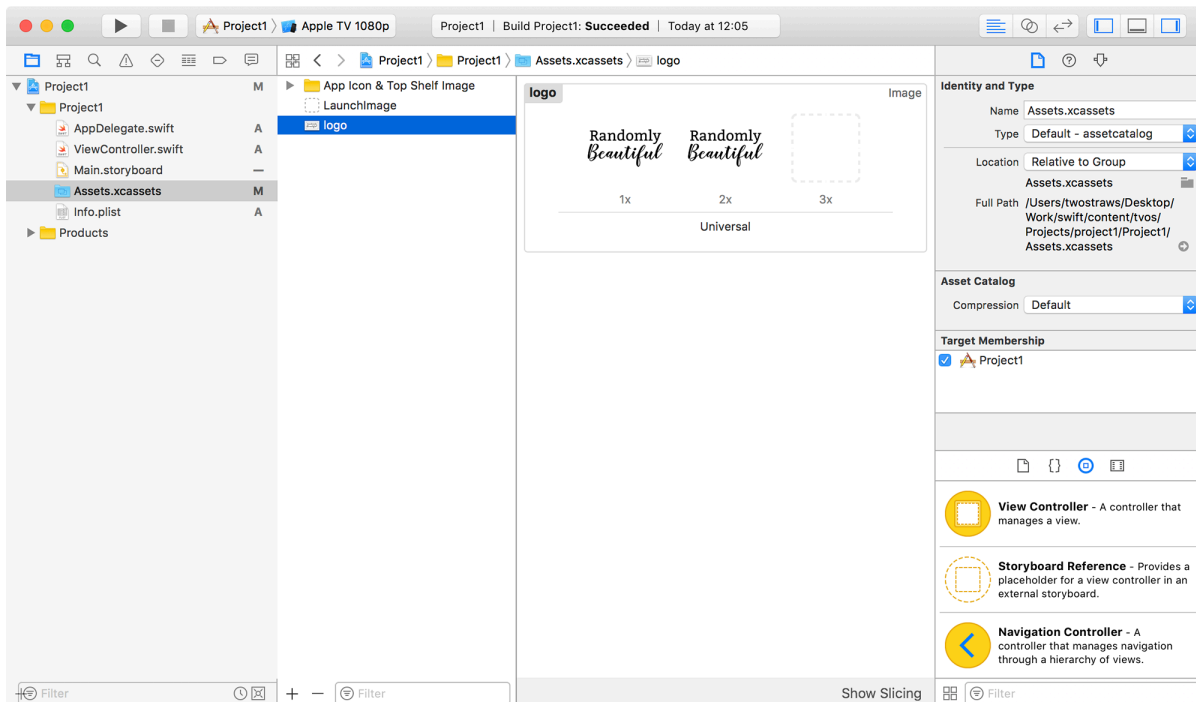 Project1 Apple TV 1080p
Project1 Build Project1: Succeeded Today at 12:05
Project1 Project1 Assets.xcassets logo
Project1 M
Project1
AppDelegate.swift A
ViewController.swift A
Main.storyboard —
Assets.xcassets M
Info.plist A
Products
Filter
App Icon & Top Shelf Image
LaunchImage
logo
Filter
logo Image
Randomly Randomly
Beautiful Beautiful
1x 2x 3x
Universal
Show Slicing
Identity and Type
Name Assets.xcassets
Type Default - assetcatalog
Location Relative to Group
Assets.xcassets
Full Path /Users/twostraws/Desktop/
Work/swift/content/tvos/
Projects/project1/Project1/
Assets.xcassets
Asset Catalog
Compression Default
Target Membership
Project1
{}
View Controller - A controller that
manages a view.
Storyboard Reference - Provides a
placeholder for a view controller in an
external storyboard.
Navigation Controller - A
controller that manages navigation
through a hierarchy of views.
Filter